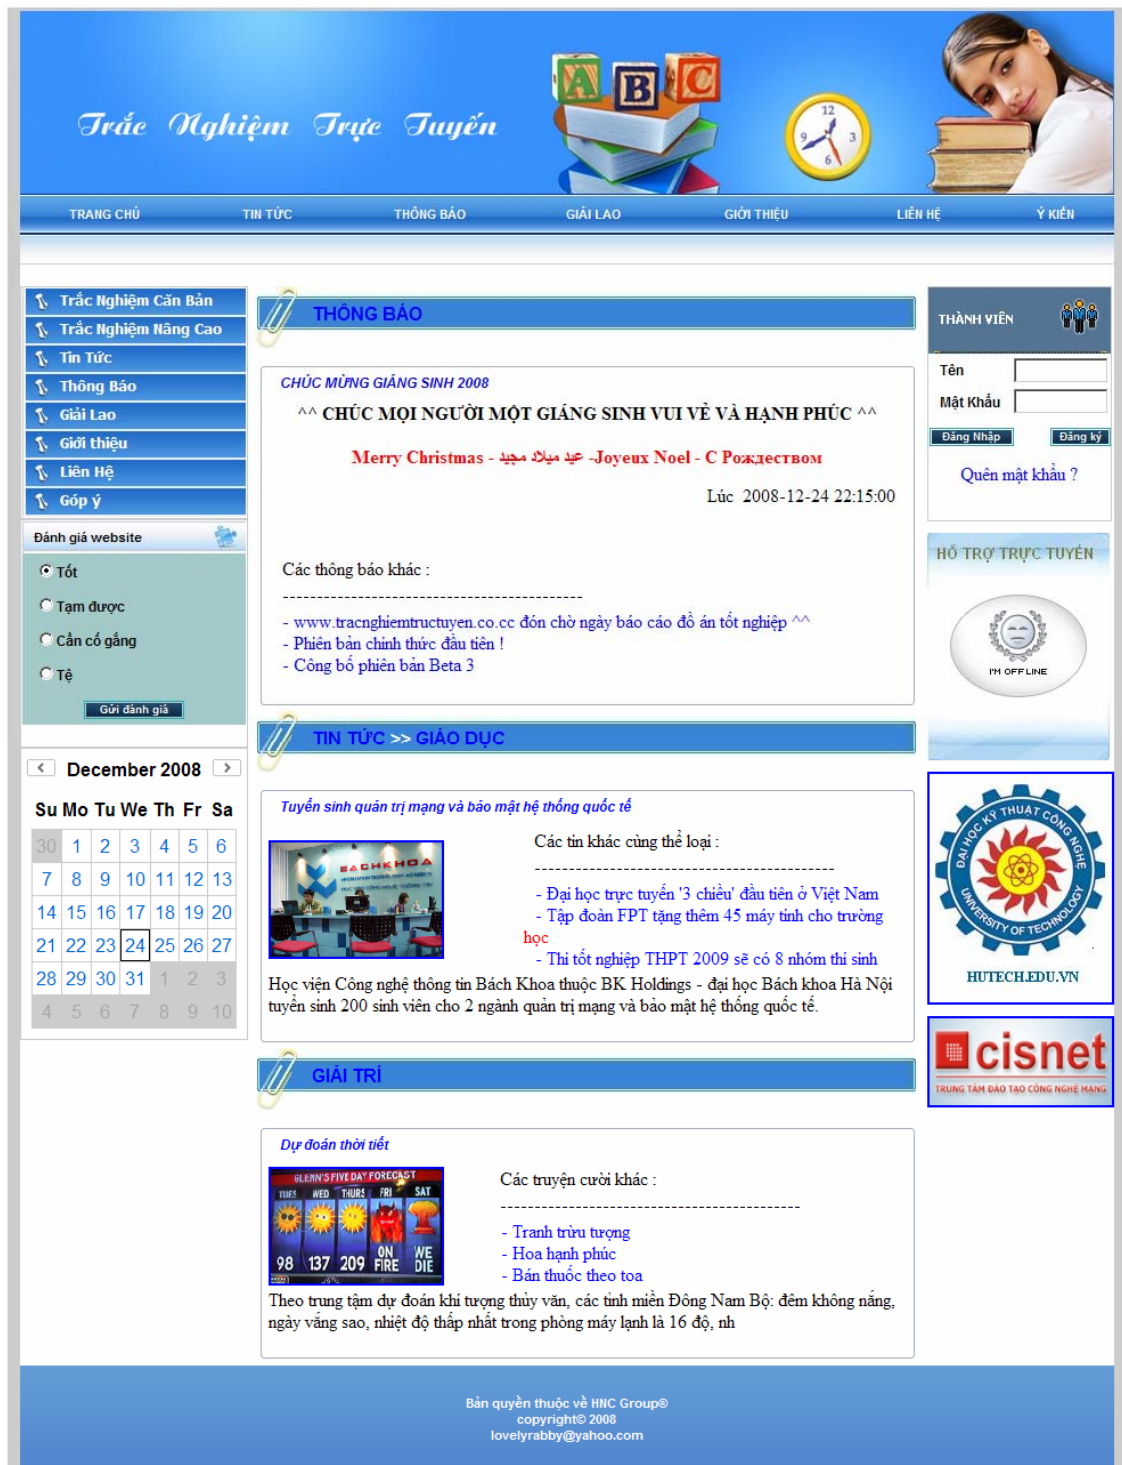 Trắc Nghiệm Trực Tuyến
A B C
12
9 3
6
TRANG CHỦ TIN TỨC THÔNG BÁO GIẢI LAO GIỚI THIỆU LIÊN HỆ Ý KIẾN
Trắc Nghiệm Căn Bản
Trắc Nghiệm Nâng Cao
Tin Tức
Thông Báo
Giải Lao
Giới thiệu
Liên Hệ
Góp ý
Đánh giá website
Tốt
Tạm được
Cần cố gắng
Tệ
Gửi đánh giá
< December 2008 >
Su Mo Tu We Th Fr Sa
30 1 2 3 4 5 6
7 8 9 10 11 12 13
14 15 16 17 18 19 20
21 22 23 24 25 26 27
28 29 30 31 1 2 3
4 5 6 7 8 9 10
THÔNG BÁO
CHÚC MỪNG GIÁNG SINH 2008
^^ CHÚC MỌI NGƯỜI MỘT GIÁNG SINH VUI VẺ VÀ HẠNH PHÚC ^^
Merry Christmas - عيد ميلاد مجيد -Joyeux Noel - С Рождеством
Lúc 2008-12-24 22:15:00
Các thông báo khác :
--------------------------------------------
- www.tracnghiemtructuyen.co.cc đón chờ ngày báo cáo đồ án tốt nghiệp ^^
- Phiên bản chính thức đầu tiên !
- Công bố phiên bản Beta 3
TIN TỨC >> GIÁO DỤC
Tuyển sinh quản trị mạng và bảo mật hệ thống quốc tế
BACHKHOA
Các tin khác cùng thể loại :
--------------------------------------------
- Đại học trực tuyến '3 chiều' đầu tiên ở Việt Nam
- Tập đoàn FPT tặng thêm 45 máy tính cho trường
học
- Thi tốt nghiệp THPT 2009 sẽ có 8 nhóm thí sinh
Học viện Công nghệ thông tin Bách Khoa thuộc BK Holdings - đại học Bách khoa Hà Nội
tuyển sinh 200 sinh viên cho 2 ngành quản trị mạng và bảo mật hệ thống quốc tế.
GIẢI TRÍ
Dự đoán thời tiết
GLENN'S FIVE DAY FORECAST
TUES WED THURS FRI SAT
98 137 209 ON FIRE WE DIE
Các truyện cười khác :
--------------------------------------------
- Tranh trừu tượng
- Hoa hạnh phúc
- Bán thuốc theo toa
Theo trung tâm dự đoán khí tượng thủy văn, các tỉnh miền Đông Nam Bộ: đêm không nắng,
ngày vắng sao, nhiệt độ thấp nhất trong phòng máy lạnh là 16 độ, nh
THÀNH VIÊN
Tên
Mật Khẩu
Đăng Nhập Đăng ký
Quên mật khẩu ?
HỖ TRỢ TRỰC TUYẾN
I'M OFFLINE
ĐẠI HỌC KỸ THUẬT CÔNG NGHỆ
UNIVERSITY OF TECHNOLOGY
HUTECH.EDU.VN
cisnet
TRUNG TÂM ĐÀO TẠO CÔNG NGHỆ MẠNG
Bản quyền thuộc về HNC Group®
copyright© 2008
lovelyrabby@yahoo.com